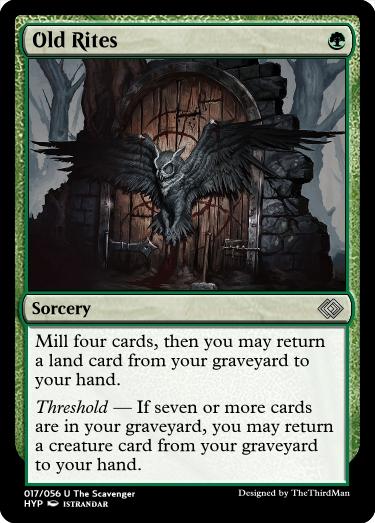 Old Rites
Sorcery
Mill four cards, then you may return
a land card from your graveyard to
your hand.
Threshold — If seven or more cards
are in your graveyard, you may return
a creature card from your graveyard
to your hand.
017/056 U The Scavenger
Designed by TheThirdMan
HYP ISTRANDAR